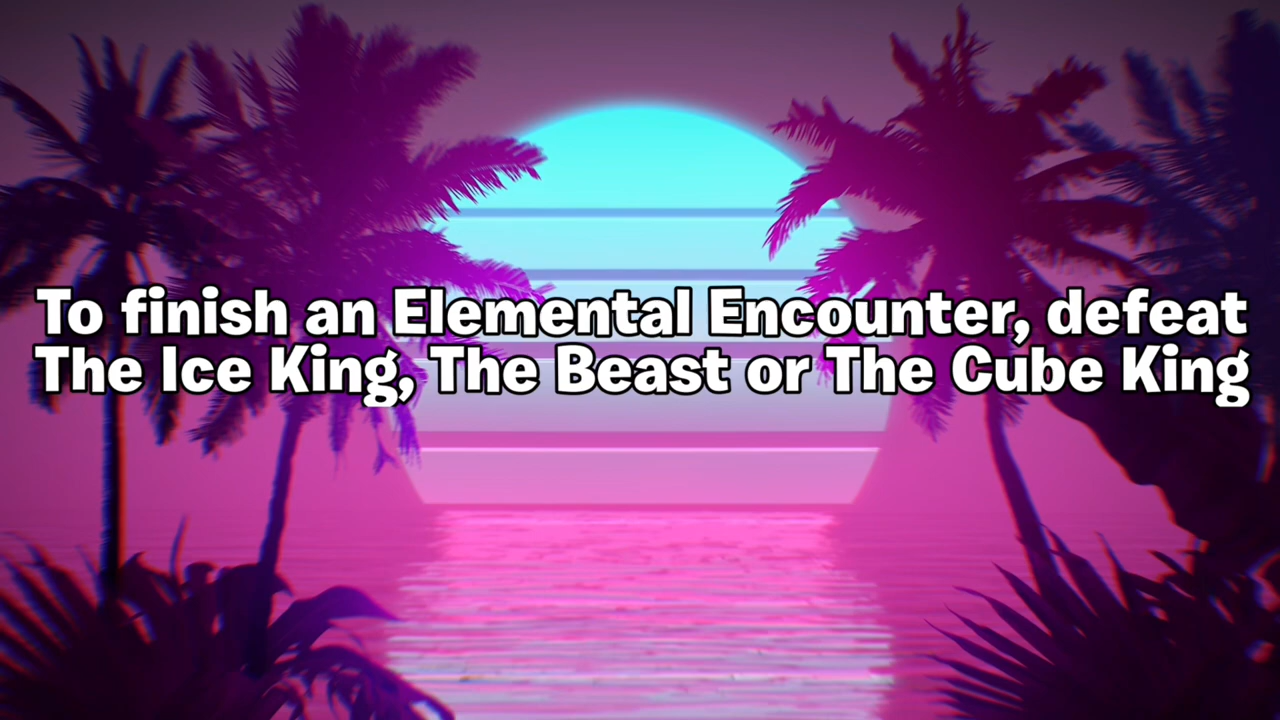 To finish an Elemental Encounter, defeat
The Ice King, The Beast or The Cube King